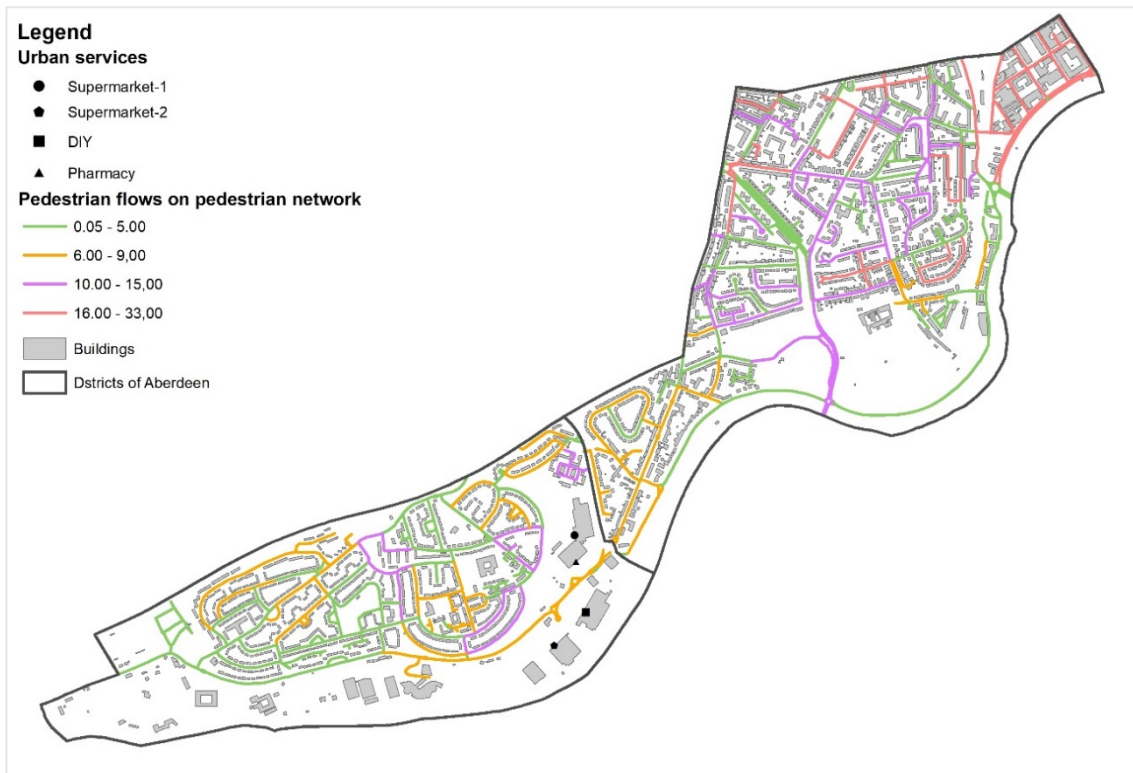 Legend
Urban services
Supermarket-1
Supermarket-2
DIY
Pharmacy
Pedestrian flows on pedestrian network
0.05 - 5.00
6.00 - 9,00
10.00 - 15,00
16.00 - 33,00
Buildings
Dstricts of Aberdeen